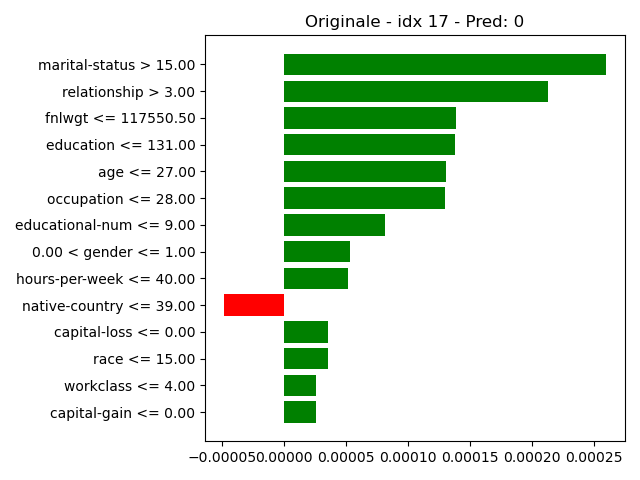 Originale - idx 17 - Pred: 0
marital-status > 15.00
relationship > 3.00
fnlwgt <= 117550.50
education <= 131.00
age <= 27.00
occupation <= 28.00
educational-num <= 9.00
0.00 < gender <= 1.00
hours-per-week <= 40.00
native-country <= 39.00
capital-loss <= 0.00
race <= 15.00
workclass <= 4.00
capital-gain <= 0.00
−0.00005 0.00000 0.00005 0.00010 0.00015 0.00020 0.00025